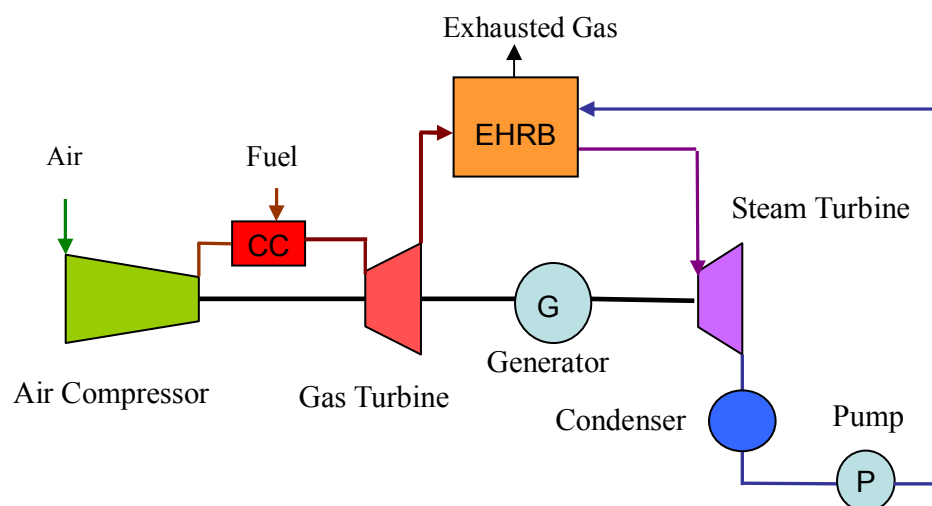 Exhausted Gas
EHRB
Air
Fuel
CC
Steam Turbine
G
Generator
Air Compressor
Gas Turbine
Condenser
Pump
P